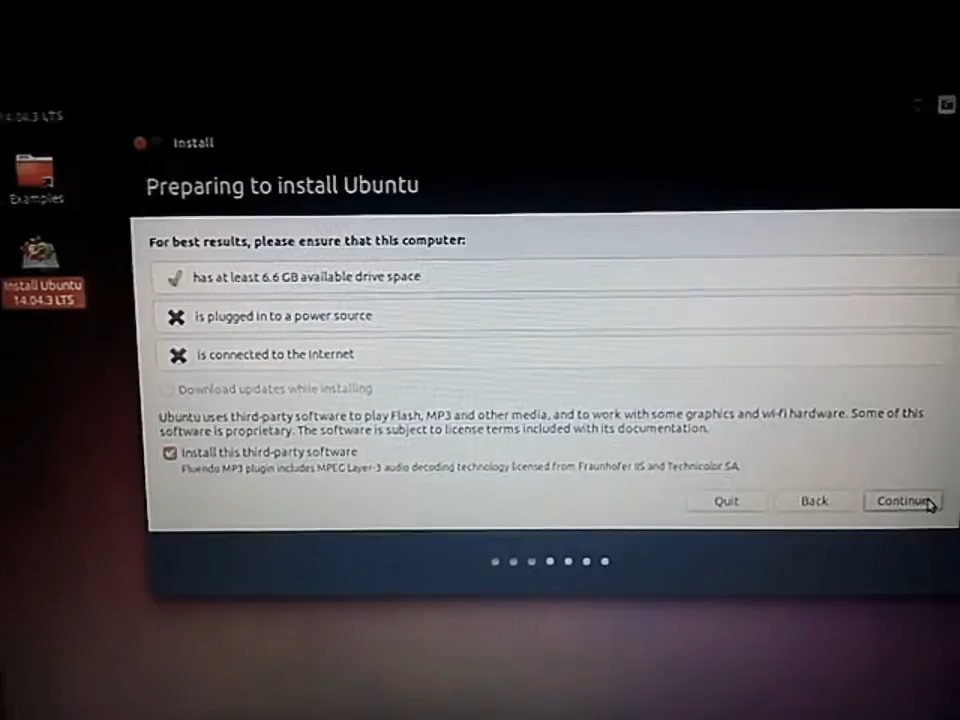 14.04.3 LTS
Install
Examples
Preparing to install Ubuntu
For best results, please ensure that this computer:
has at least 6.6 GB available drive space
Install Ubuntu
14.04.3 LTS
is plugged in to a power source
is connected to the Internet
Download updates while installing
Ubuntu uses third-party software to play Flash, MP3 and other media, and to work with some graphics and wi-fi hardware. Some of this
software is proprietary. The software is subject to license terms included with its documentation.
Install this third-party software
Fluendo MP3 plugin includes MPEG Layer-3 audio decoding technology licensed from Fraunhofer IIS and Technicolor SA.
Quit
Back
Continue